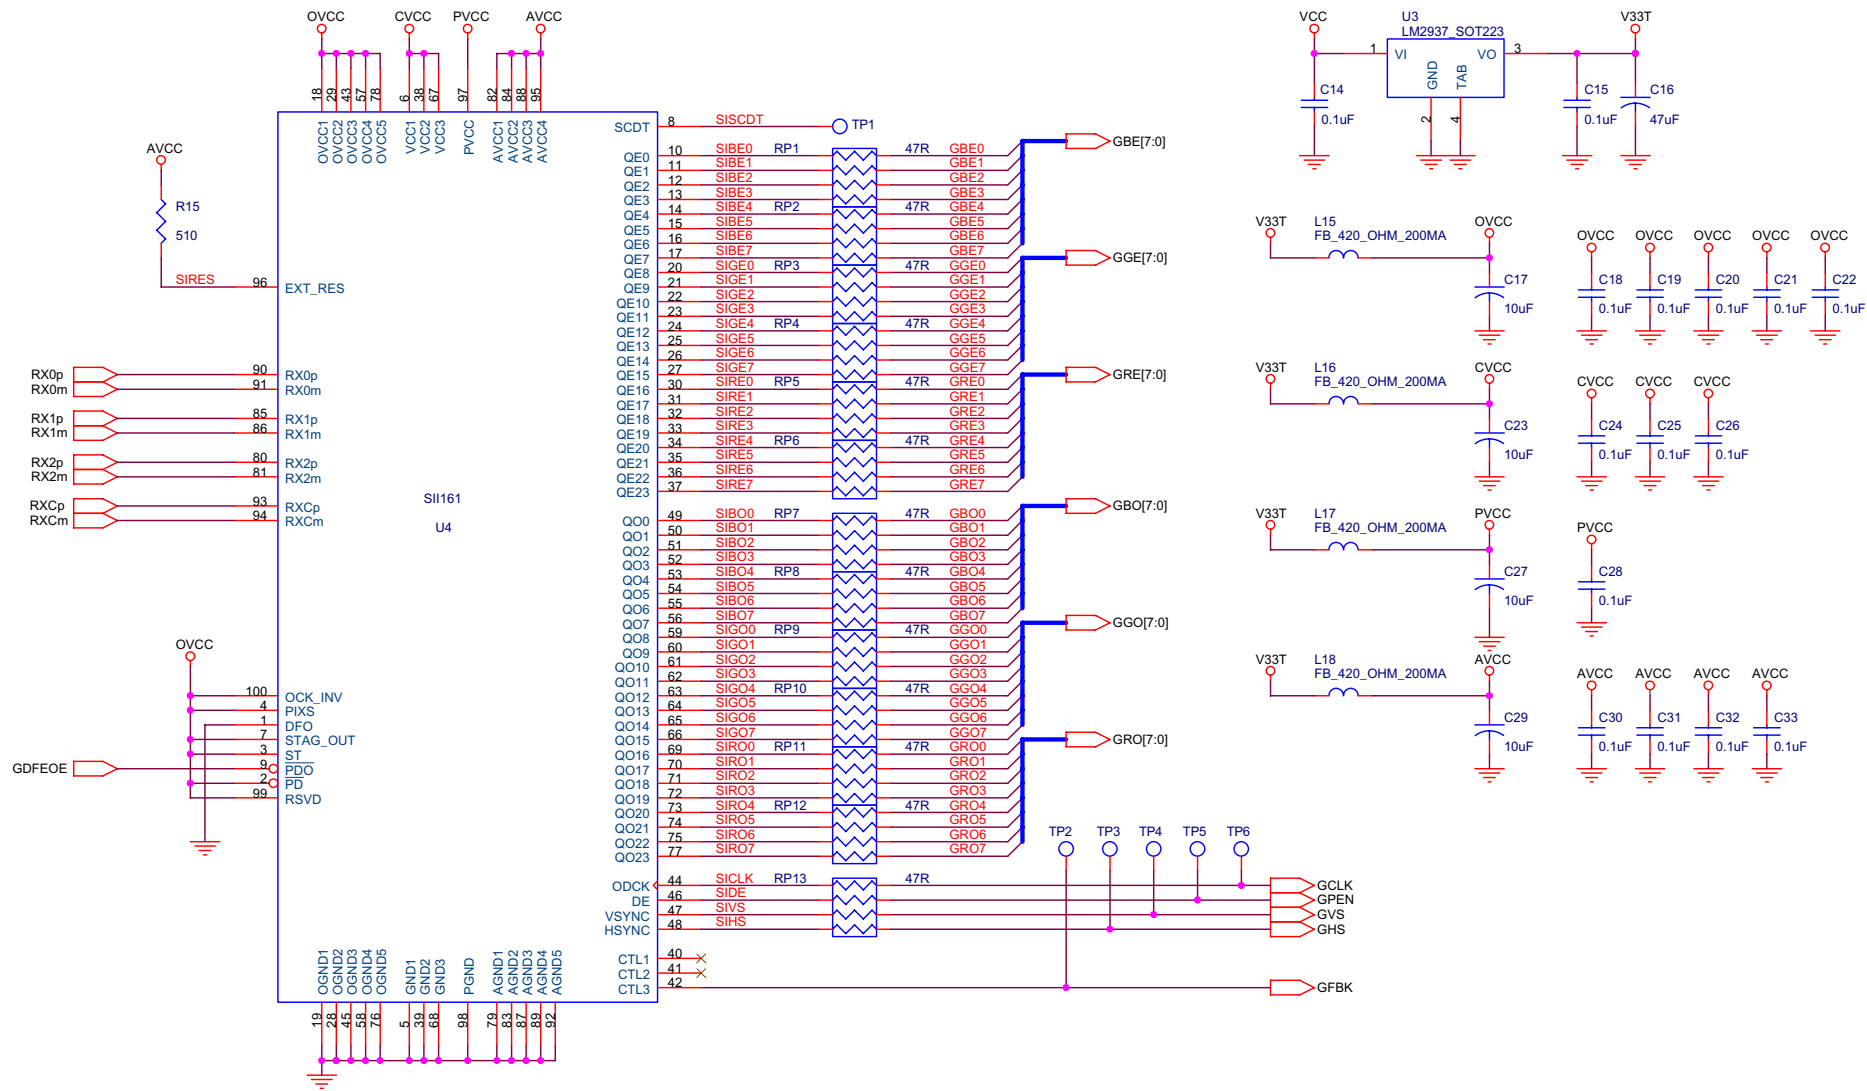 OVCC CVCC PVCC AVCC
18 29 43 57 78 6 38 67 97 82 84 88 95
OVCC1 OVCC2 OVCC3 OVCC4 OVCC5 VCC1 VCC2 VCC3 PVCC AVCC1 AVCC2 AVCC3 AVCC4
AVCC
R15
510
SIRES 96 EXT_RES
RX0p 90 RX0p
RX0m 91 RX0m
RX1p 85 RX1p
RX1m 86 RX1m
RX2p 80 RX2p
RX2m 81 RX2m
RXCp 93 RXCp
RXCm 94 RXCm
SII161
U4
OVCC
100 OCK_INV
4 PIXS
1 DFO
7 STAG_OUT
3 ST
GDFEOE 9 PDO
2 PD
99 RSVD
OGND1 OGND2 OGND3 OGND4 OGND5 GND1 GND2 GND3 PGND AGND1 AGND2 AGND3 AGND4 AGND5
19 28 45 58 76 5 39 68 98 79 83 87 89 92
SCDT 8 SISCDT TP1
QE0 10 SIBE0 RP1 47R GBE0 GBE[7:0]
QE1 11 SIBE1 GBE1
QE2 12 SIBE2 GBE2
QE3 13 SIBE3 GBE3
QE4 14 SIBE4 RP2 47R GBE4
QE5 15 SIBE5 GBE5
QE6 16 SIBE6 GBE6
QE7 17 SIBE7 GBE7
QE8 20 SIGE0 RP3 47R GGE0 GGE[7:0]
QE9 21 SIGE1 GGE1
QE10 22 SIGE2 GGE2
QE11 23 SIGE3 GGE3
QE12 24 SIGE4 RP4 47R GGE4
QE13 25 SIGE5 GGE5
QE14 26 SIGE6 GGE6
QE15 27 SIGE7 GGE7
QE16 30 SIRE0 RP5 47R GRE0 GRE[7:0]
QE17 31 SIRE1 GRE1
QE18 32 SIRE2 GRE2
QE19 33 SIRE3 GRE3
QE20 34 SIRE4 RP6 47R GRE4
QE21 35 SIRE5 GRE5
QE22 36 SIRE6 GRE6
QE23 37 SIRE7 GRE7
QO0 49 SIBO0 RP7 47R GBO0 GBO[7:0]
QO1 50 SIBO1 GBO1
QO2 51 SIBO2 GBO2
QO3 52 SIBO3 GBO3
QO4 53 SIBO4 RP8 47R GBO4
QO5 54 SIBO5 GBO5
QO6 55 SIBO6 GBO6
QO7 56 SIBO7 GBO7
QO8 59 SIGO0 RP9 47R GGO0 GGO[7:0]
QO9 60 SIGO1 GGO1
QO10 61 SIGO2 GGO2
QO11 62 SIGO3 GGO3
QO12 63 SIGO4 RP10 47R GGO4
QO13 64 SIGO5 GGO5
QO14 65 SIGO6 GGO6
QO15 66 SIGO7 GGO7
QO16 69 SIRO0 RP11 47R GRO0 GRO[7:0]
QO17 70 SIRO1 GRO1
QO18 71 SIRO2 GRO2
QO19 72 SIRO3 GRO3
QO20 73 SIRO4 RP12 47R GRO4
QO21 74 SIRO5 GRO5
QO22 75 SIRO6 GRO6
QO23 77 SIRO7 GRO7
TP2 TP3 TP4 TP5 TP6
ODCK 44 SICLK RP13 47R GCLK
DE 46 SIDE GPEN
VSYNC 47 SIVS GVS
HSYNC 48 SIHS GHS
CTL1 40
CTL2 41
CTL3 42 GFBK
VCC U3 V33T
LM2937_SOT223
1 VI GND TAB VO 3
2 4
C14 C15 C16
0.1uF 0.1uF 47uF
V33T L15 OVCC
FB_420_OHM_200MA
OVCC OVCC OVCC OVCC OVCC
C17 C18 C19 C20 C21 C22
10uF 0.1uF 0.1uF 0.1uF 0.1uF 0.1uF
V33T L16 CVCC
FB_420_OHM_200MA
CVCC CVCC CVCC
C23 C24 C25 C26
10uF 0.1uF 0.1uF 0.1uF
V33T L17 PVCC
FB_420_OHM_200MA
PVCC
C27 C28
10uF 0.1uF
V33T L18 AVCC
FB_420_OHM_200MA
AVCC AVCC AVCC AVCC
C29 C30 C31 C32 C33
10uF 0.1uF 0.1uF 0.1uF 0.1uF